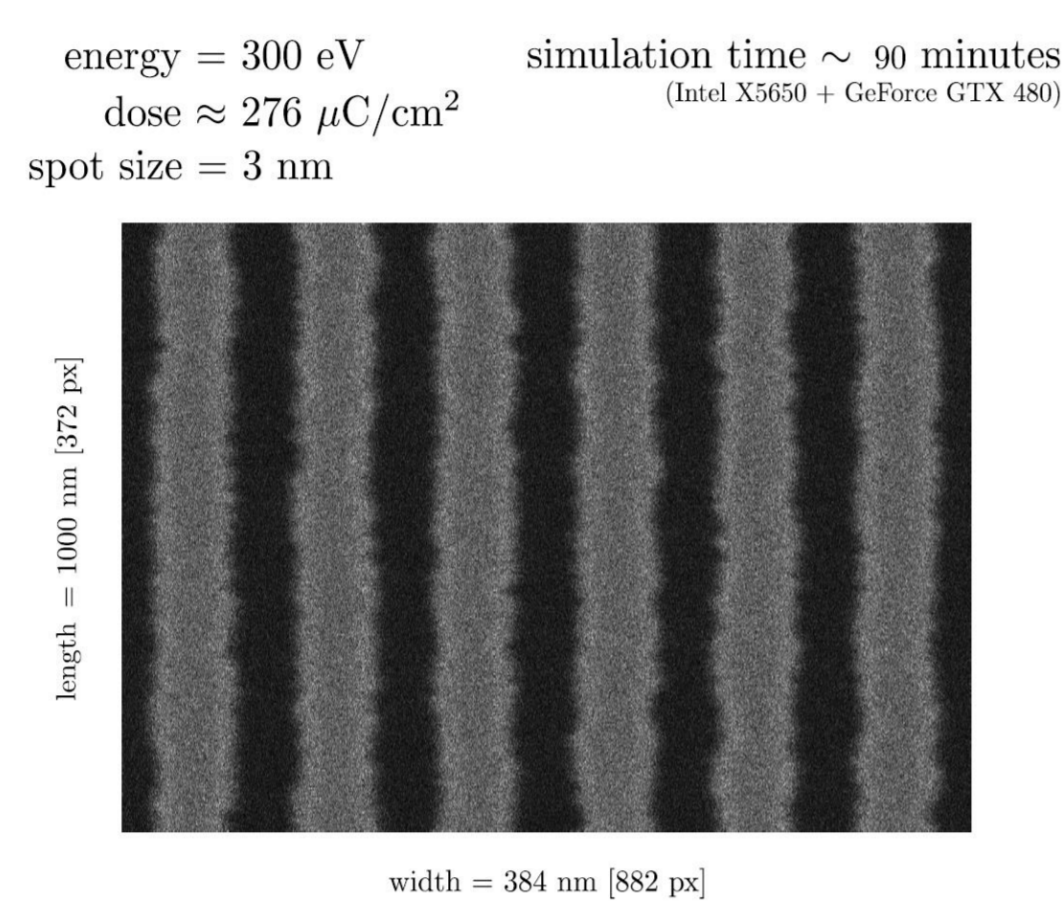 energy = 300 eV
dose ≈ 276 μC/cm²
spot size = 3 nm
simulation time ∼ 90 minutes
(Intel X5650 + GeForce GTX 480)
length = 1000 nm [372 px]
width = 384 nm [882 px]